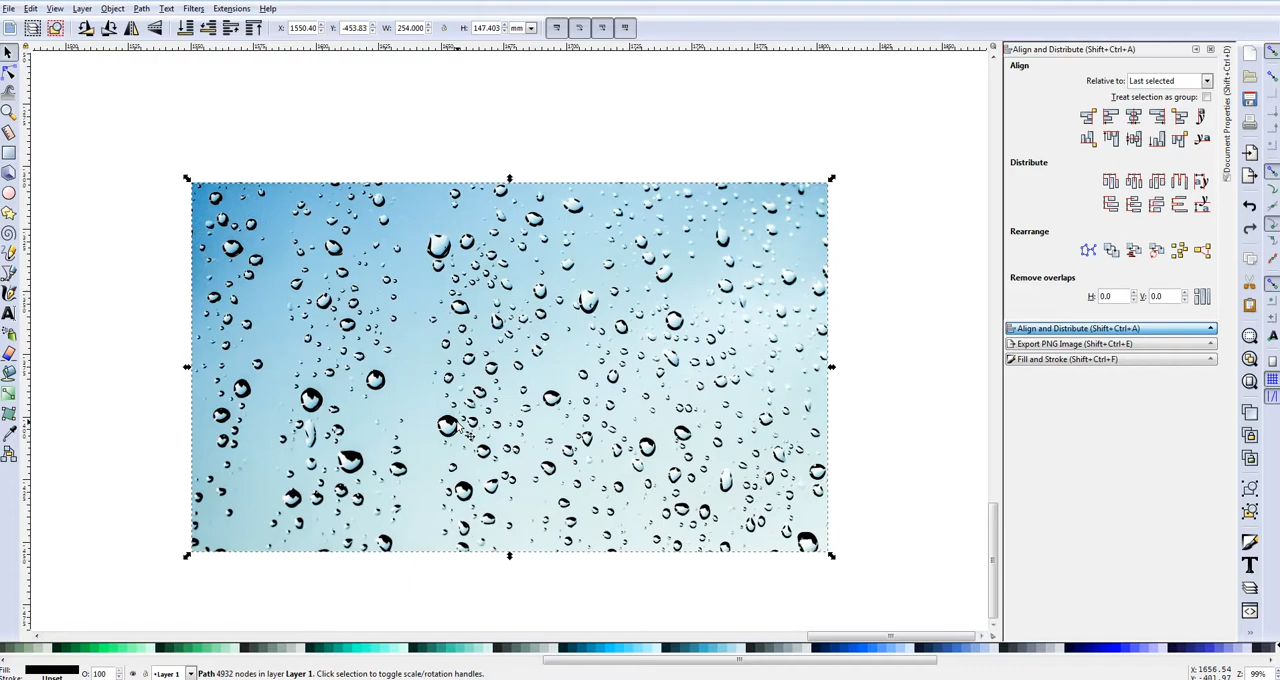 File Edit View Layer Object Path Text Filters Extensions Help
X: 1550.40 Y: -453.83 W: 254.000 H: 147.403 mm
Align and Distribute (Shift+Ctrl+A)
Align
Relative to: Last selected
Treat selection as group:
Distribute
Rearrange
Remove overlaps
H: 0.0 V: 0.0
Align and Distribute (Shift+Ctrl+A)
Export PNG Image (Shift+Ctrl+E)
Fill and Stroke (Shift+Ctrl+F)
Document Properties (Shift+Ctrl+D)
Fill: O: 100 •Layer 1 Path 4932 nodes in layer Layer 1. Click selection to toggle scale/rotation handles.
Stroke: Unset
X: 1656.54
Y: -401.97
Z: 99%